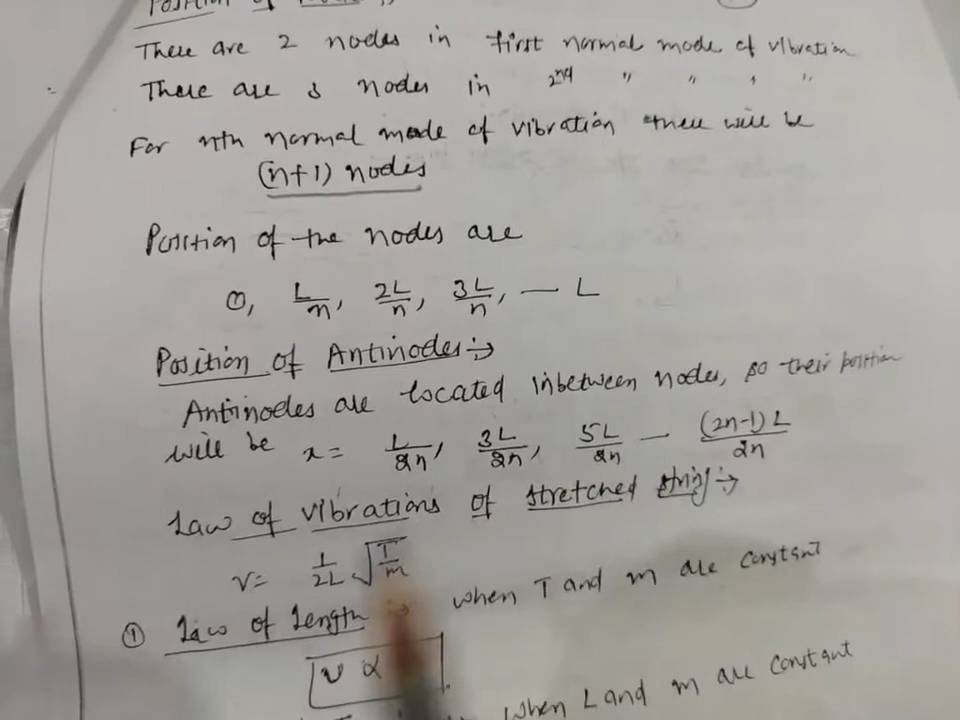 Position of
There are 2 nodes in first normal mode of vibration
There are 3 nodes in 2nd " " " "
For nth normal mode of vibration there will be
(n+1) nodes
Position of the nodes are
0, L/n, 2L/n, 3L/n, — L
Position of Antinodes :→
Antinodes are located inbetween nodes, so their position
will be x = L/2n, 3L/2n, 5L/2n — (2n-1)L/2n
Law of vibrations of stretched string :→
ν = 1/2L √T/m
① Law of Length when T and m are constant
ν ∝
when L and m are constant